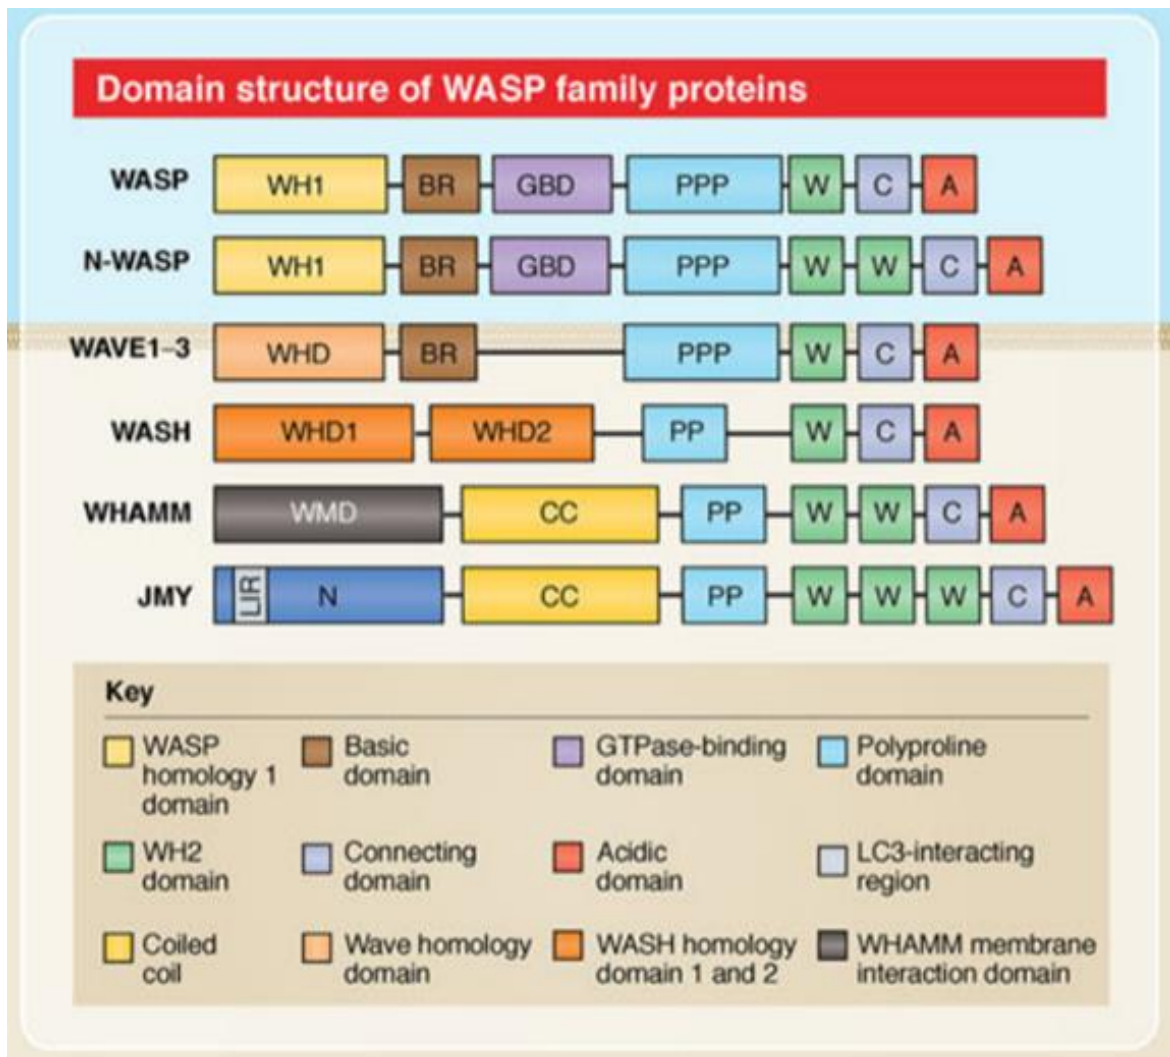 Domain structure of WASP family proteins
WASP WH1 BR GBD PPP W C A
N-WASP WH1 BR GBD PPP W W C A
WAVE1–3 WHD BR PPP W C A
WASH WHD1 WHD2 PP W C A
WHAMM WMD CC PP W W C A
JMY LIR N CC PP W W W C A
Key
WASP
homology 1
domain
Basic
domain
GTPase-binding
domain
Polyproline
domain
WH2
domain
Connecting
domain
Acidic
domain
LC3-interacting
region
Coiled
coil
Wave homology
domain
WASH homology
domain 1 and 2
WHAMM membrane
interaction domain